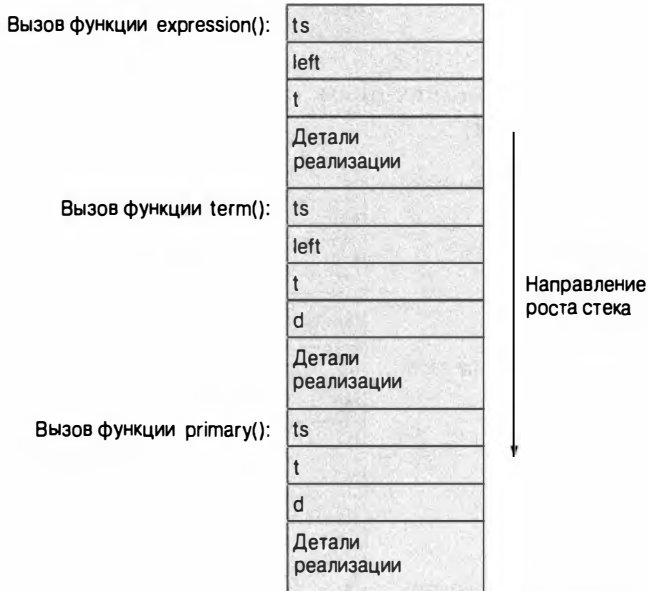 Вызов функции expression():
ts
left
t
Детали
реализации
Вызов функции term():
ts
left
t
d
Детали
реализации
Направление
роста стека
Вызов функции primary():
ts
t
d
Детали
реализации